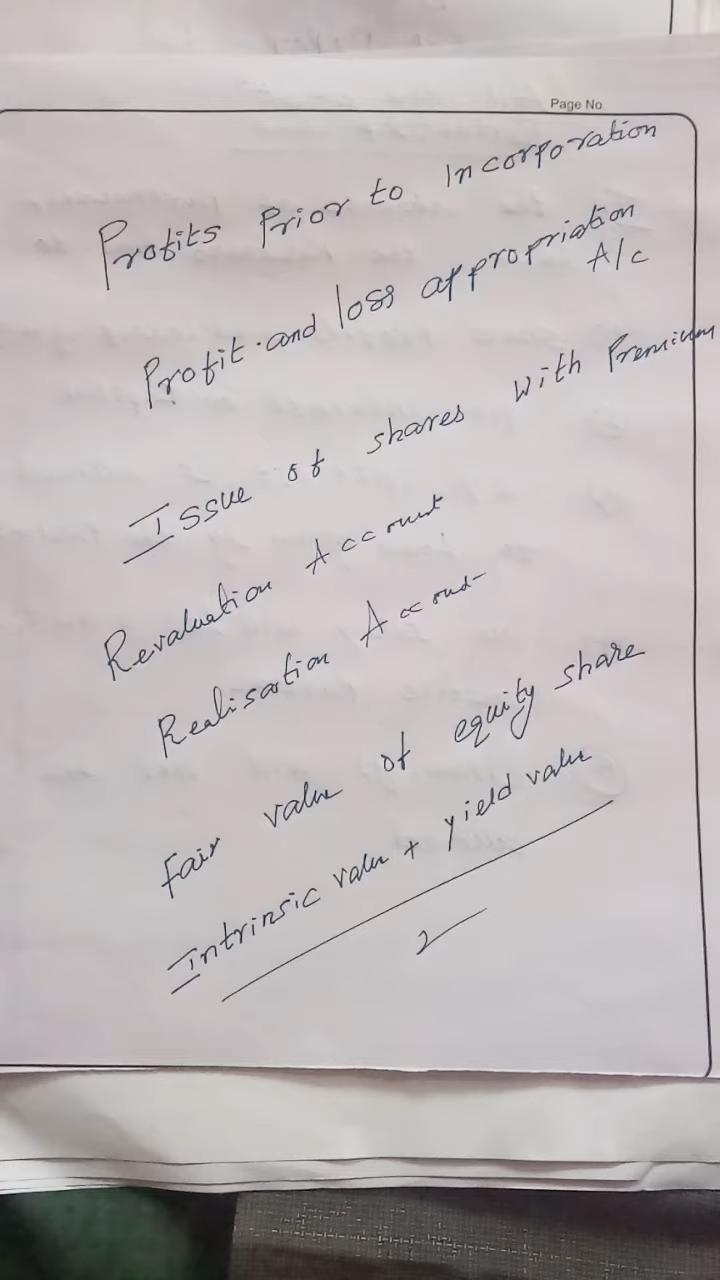 Page No.
Profits Prior to Incorporation
Profit and loss appropriation
A/c
Issue of shares with Premium
Revaluation Account
Realisation Account
Fair value of equity share
Intrinsic value + yield value
2